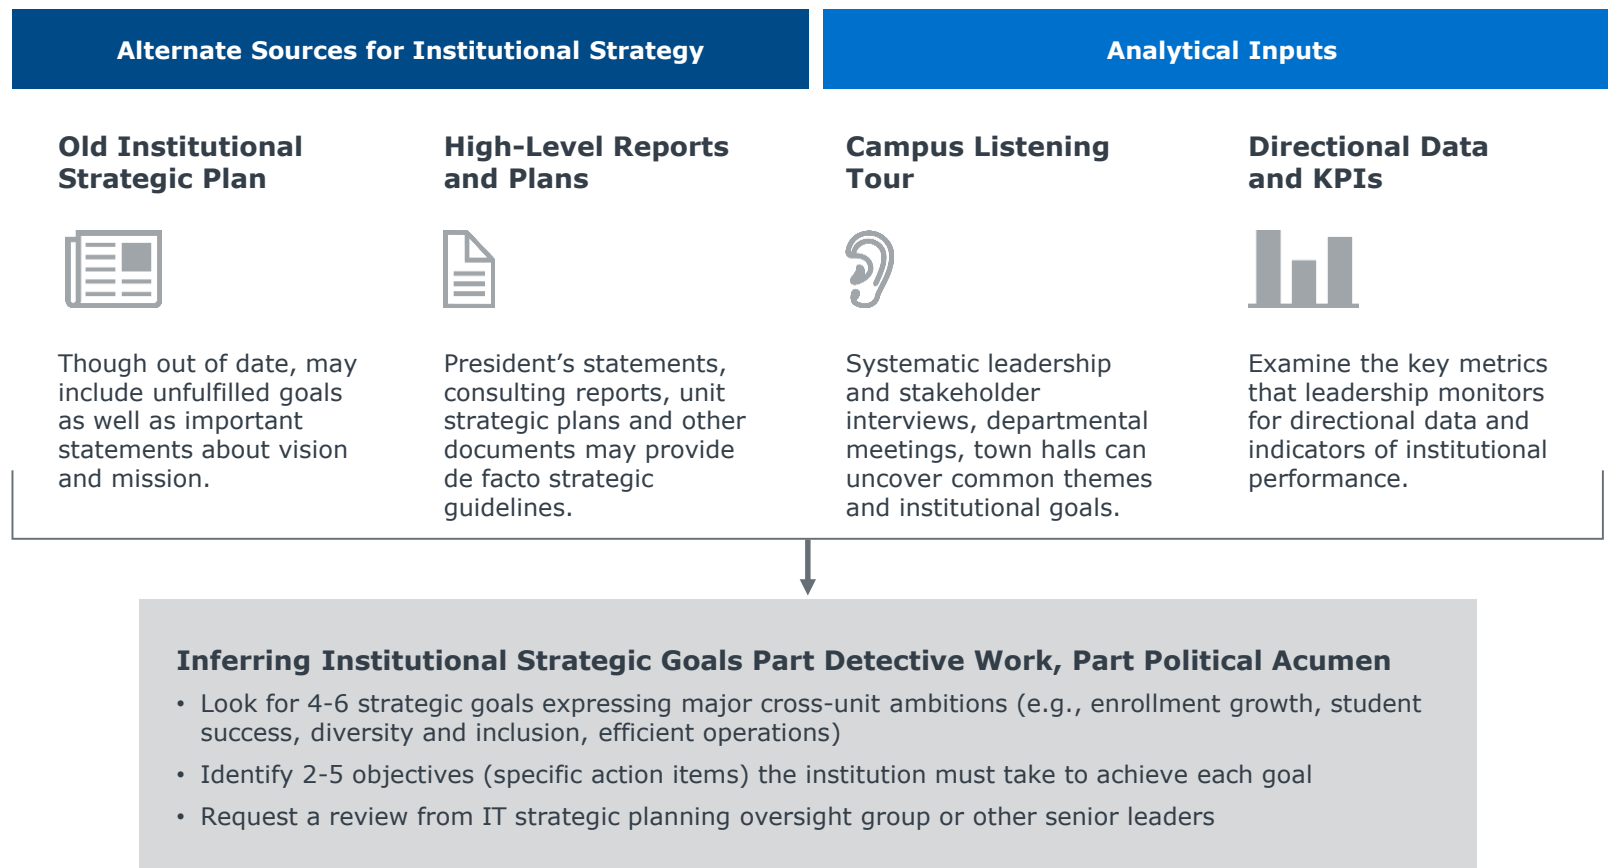 Alternate Sources for Institutional Strategy
Analytical Inputs
Old Institutional
Strategic Plan
Though out of date, may
include unfulfilled goals
as well as important
statements about vision
and mission.
High-Level Reports
and Plans
President’s statements,
consulting reports, unit
strategic plans and other
documents may provide
de facto strategic
guidelines.
Campus Listening
Tour
Systematic leadership
and stakeholder
interviews, departmental
meetings, town halls can
uncover common themes
and institutional goals.
Directional Data
and KPIs
Examine the key metrics
that leadership monitors
for directional data and
indicators of institutional
performance.
Inferring Institutional Strategic Goals Part Detective Work, Part Political Acumen
• Look for 4-6 strategic goals expressing major cross-unit ambitions (e.g., enrollment growth, student
success, diversity and inclusion, efficient operations)
• Identify 2-5 objectives (specific action items) the institution must take to achieve each goal
• Request a review from IT strategic planning oversight group or other senior leaders